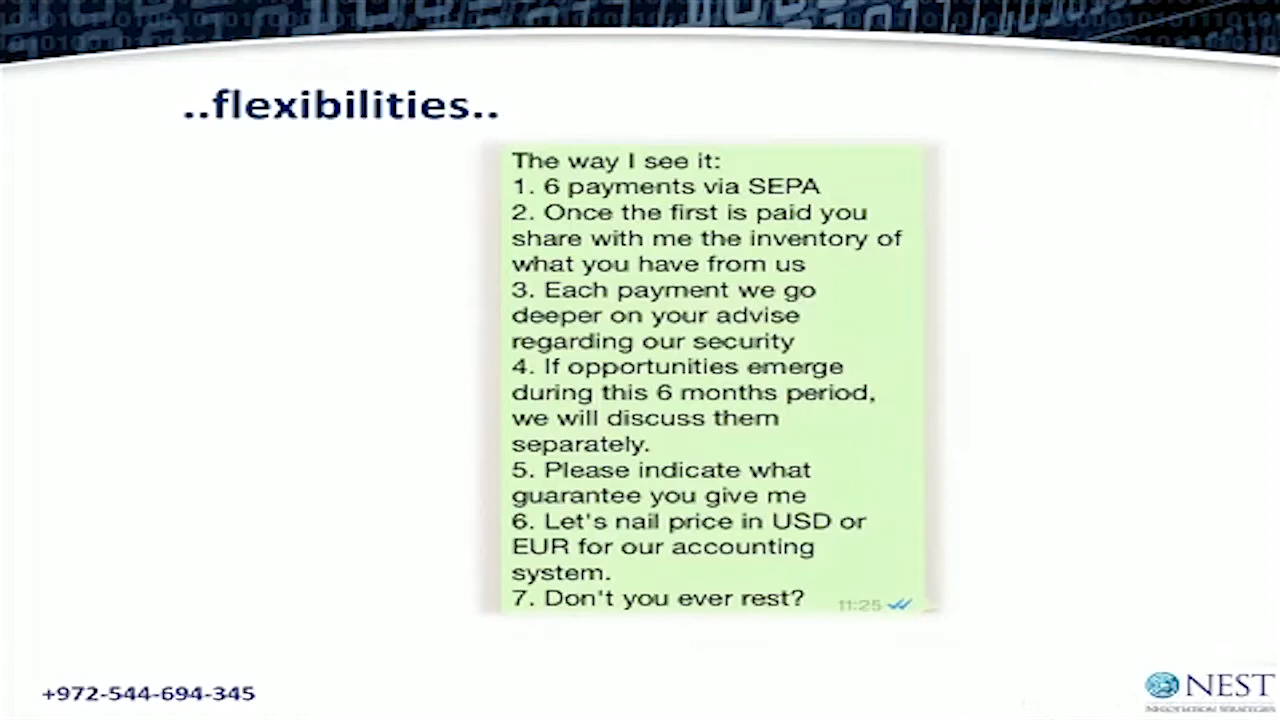 ..flexibilities..
The way I see it:
1. 6 payments via SEPA
2. Once the first is paid you
share with me the inventory of
what you have from us
3. Each payment we go
deeper on your advise
regarding our security
4. If opportunities emerge
during this 6 months period,
we will discuss them
separately.
5. Please indicate what
guarantee you give me
6. Let's nail price in USD or
EUR for our accounting
system.
7. Don't you ever rest?
11:25
+972-544-694-345
NEST
NEGOTIATION STRATEGIES